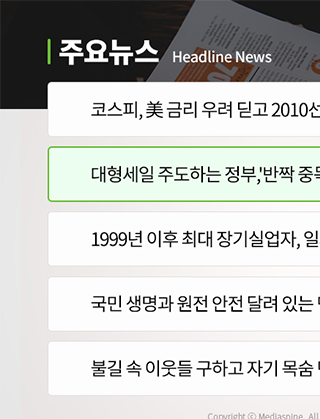 주요뉴스 Headline News
코스피, 美 금리 우려 딛고 2010선
대형세일 주도하는 정부,'반짝 중독
1999년 이후 최대 장기실업자, 일
국민 생명과 원전 안전 달려 있는
불길 속 이웃들 구하고 자기 목숨
Copyright ⓒ Mediaspine, All